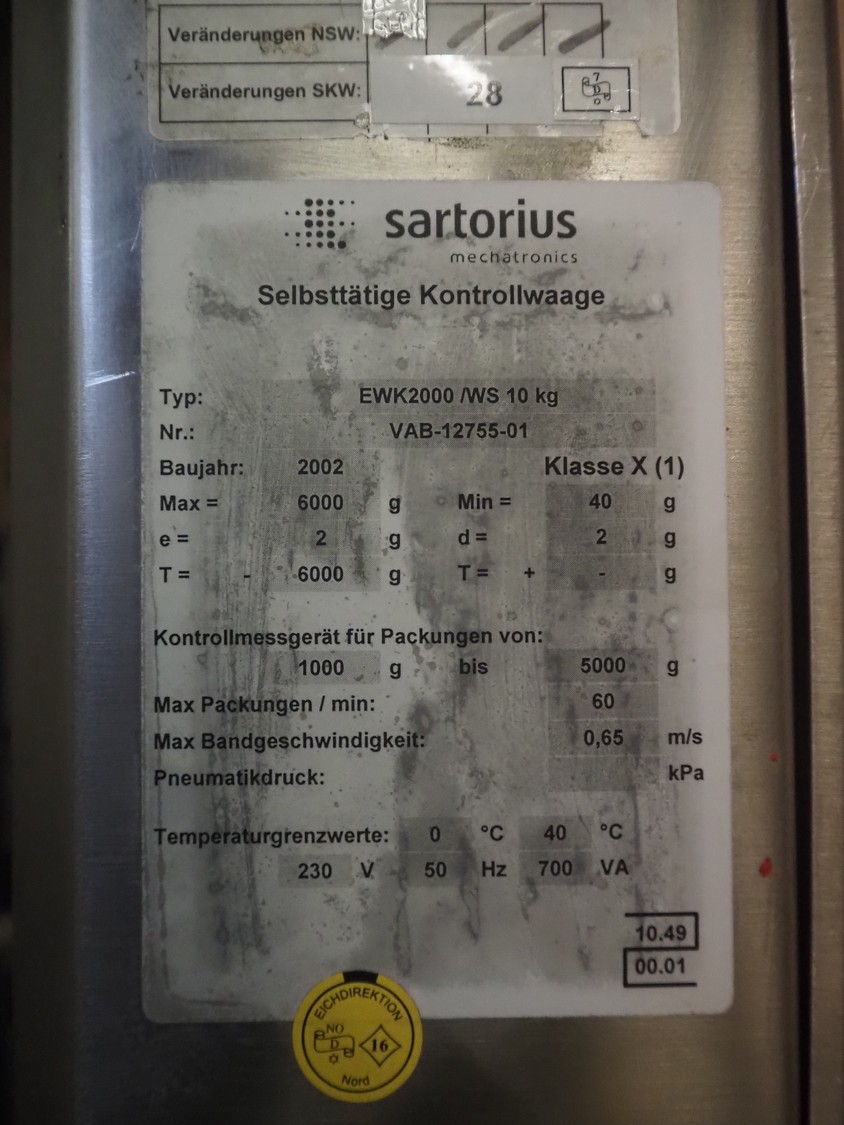 Veränderungen NSW:
Veränderungen SKW: 28 7 D
sartorius
mechatronics
Selbsttätige Kontrollwaage
Typ: EWK2000 /WS 10 kg
Nr.: VAB-12755-01
Baujahr: 2002 Klasse X (1)
Max = 6000 g Min = 40 g
e = 2 g d = 2 g
T = - 6000 g T = + - g
Kontrollmessgerät für Packungen von:
1000 g bis 5000 g
Max Packungen / min: 60
Max Bandgeschwindigkeit: 0,65 m/s
Pneumatikdruck: kPa
Temperaturgrenzwerte: 0 °C 40 °C
230 V 50 Hz 700 VA
10.49
00.01
EICHDIREKTION
NO
D 16
Nord